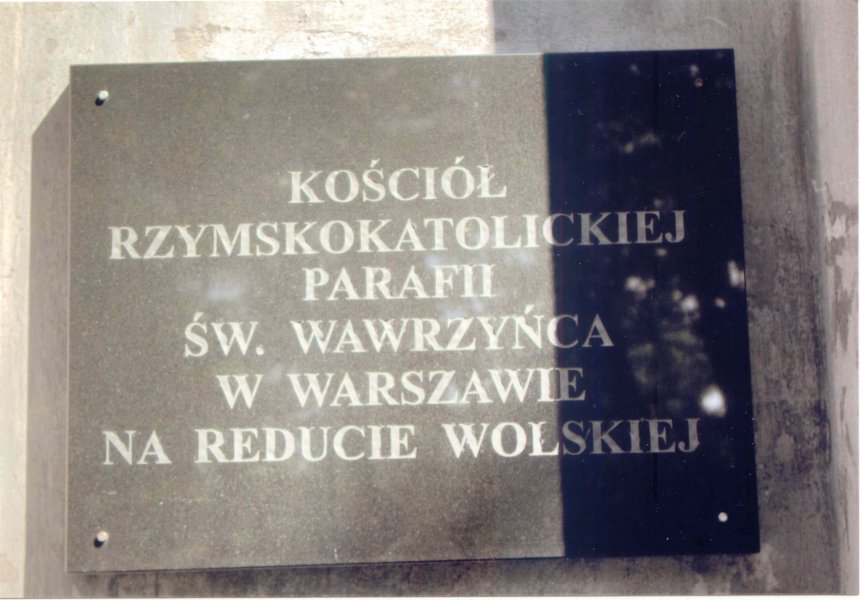 KOŚCIÓŁ
RZYMSKOKATOLICKIEJ
PARAFII
ŚW. WAWRZYŃCA
W WARSZAWIE
NA REDUCIE WOLSKIEJ